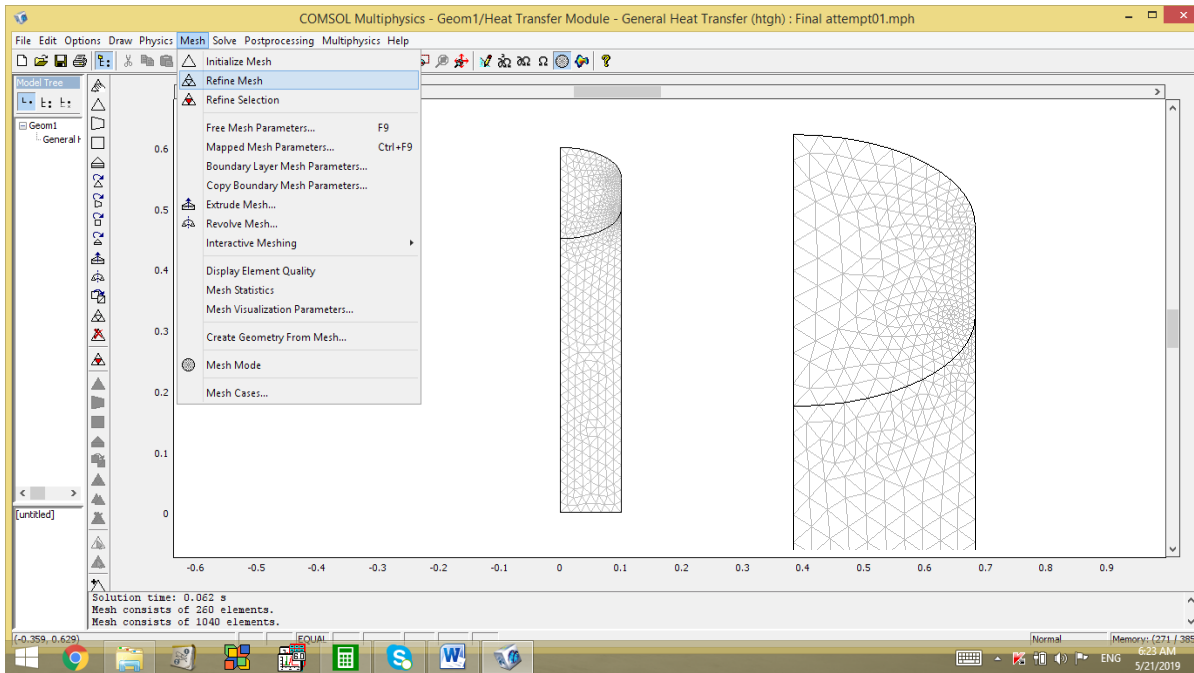 COMSOL Multiphysics - Geom1/Heat Transfer Module - General Heat Transfer (htgh) : Final attempt01.mph
File Edit Options Draw Physics Mesh Solve Postprocessing Multiphysics Help
Model Tree
Geom1
General H
Initialize Mesh
Refine Mesh
Refine Selection
Free Mesh Parameters... F9
Mapped Mesh Parameters... Ctrl+F9
Boundary Layer Mesh Parameters...
Copy Boundary Mesh Parameters...
Extrude Mesh...
Revolve Mesh...
Interactive Meshing
Display Element Quality
Mesh Statistics
Mesh Visualization Parameters...
Create Geometry From Mesh...
Mesh Mode
Mesh Cases...
0.6
0.5
0.4
0.3
0.2
0.1
0
-0.6 -0.5 -0.4 -0.3 -0.2 -0.1 0 0.1 0.2 0.3 0.4 0.5 0.6 0.7 0.8 0.9
[untitled]
Solution time: 0.062 s
Mesh consists of 260 elements.
Mesh consists of 1040 elements.
(-0.359, 0.629) EQUAL Normal Memory: (271 / 385
ENG 6:23 AM
5/21/2019